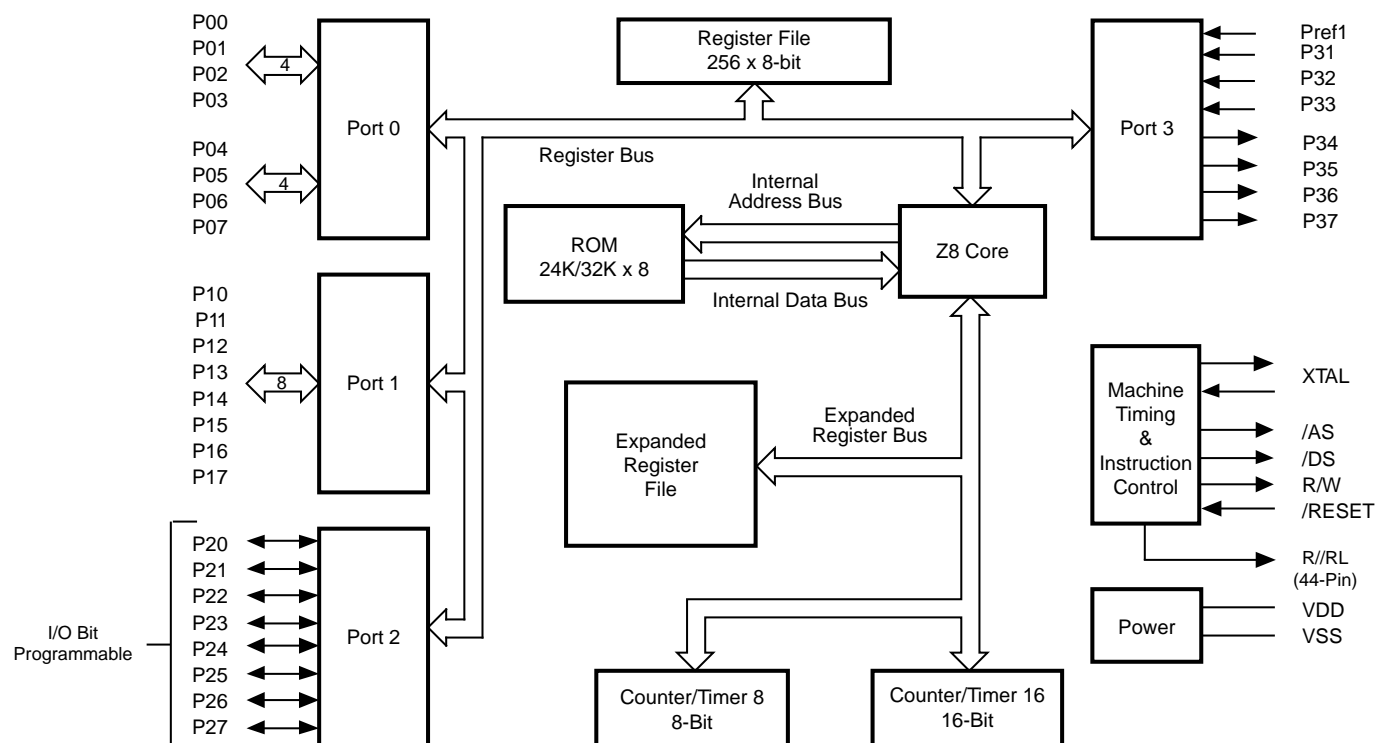 P00
P01
P02
P03
P04
P05
P06
P07
4
4
Port 0
Register File
256 x 8-bit
Register Bus
Pref1
P31
P32
P33
P34
P35
P36
P37
Port 3
Internal
Address Bus
ROM
24K/32K x 8
Z8 Core
Internal Data Bus
P10
P11
P12
P13
P14
P15
P16
P17
8
Port 1
Expanded
Register
File
Expanded
Register Bus
Machine
Timing
&
Instruction
Control
XTAL
/AS
/DS
R/W
/RESET
R//RL
(44-Pin)
Power
VDD
VSS
I/O Bit
Programmable
P20
P21
P22
P23
P24
P25
P26
P27
Port 2
Counter/Timer 8
8-Bit
Counter/Timer 16
16-Bit